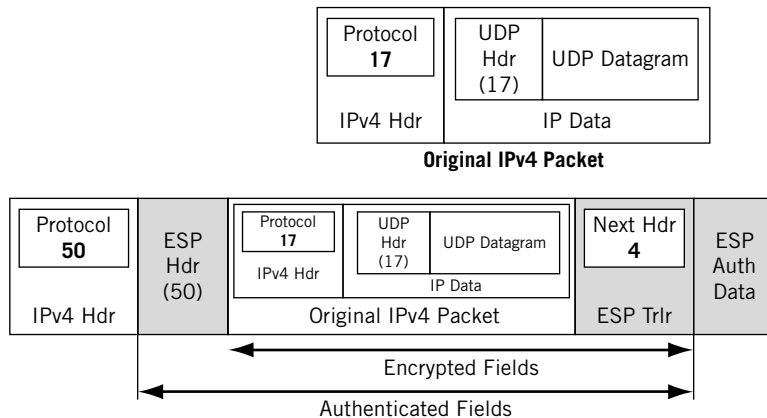 Protocol
17
IPv4 Hdr
UDP
Hdr
(17)
UDP Datagram
IP Data
Original IPv4 Packet
Protocol
50
IPv4 Hdr
ESP
Hdr
(50)
Protocol
17
IPv4 Hdr
UDP
Hdr
(17)
UDP Datagram
IP Data
Original IPv4 Packet
Next Hdr
4
ESP Trlr
ESP
Auth
Data
Encrypted Fields
Authenticated Fields